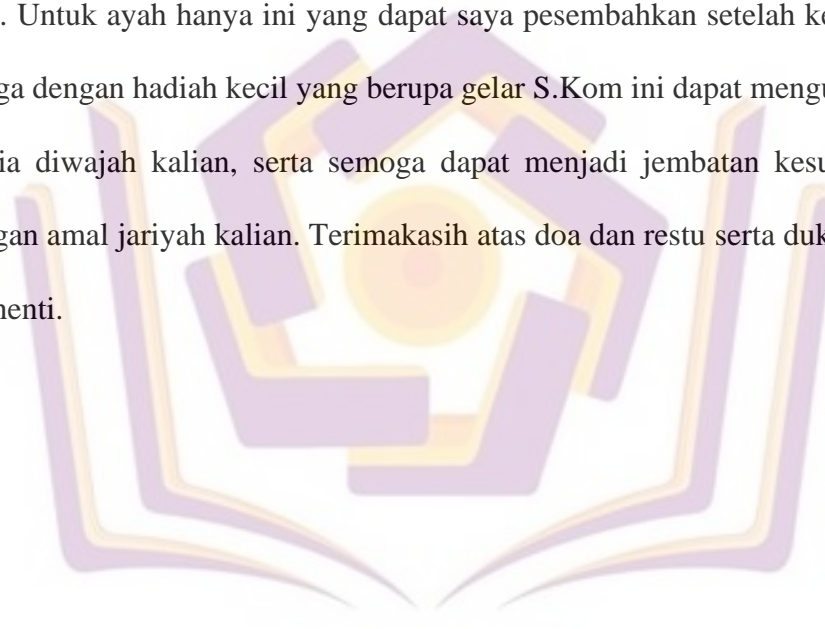 . Untuk ayah hanya ini yang dapat saya pesembahkan setelah ke
ga dengan hadiah kecil yang berupa gelar S.Kom ini dapat mengu
ia diwajah kalian, serta semoga dapat menjadi jembatan kesu
gan amal jariyah kalian. Terimakasih atas doa dan restu serta duk
henti.